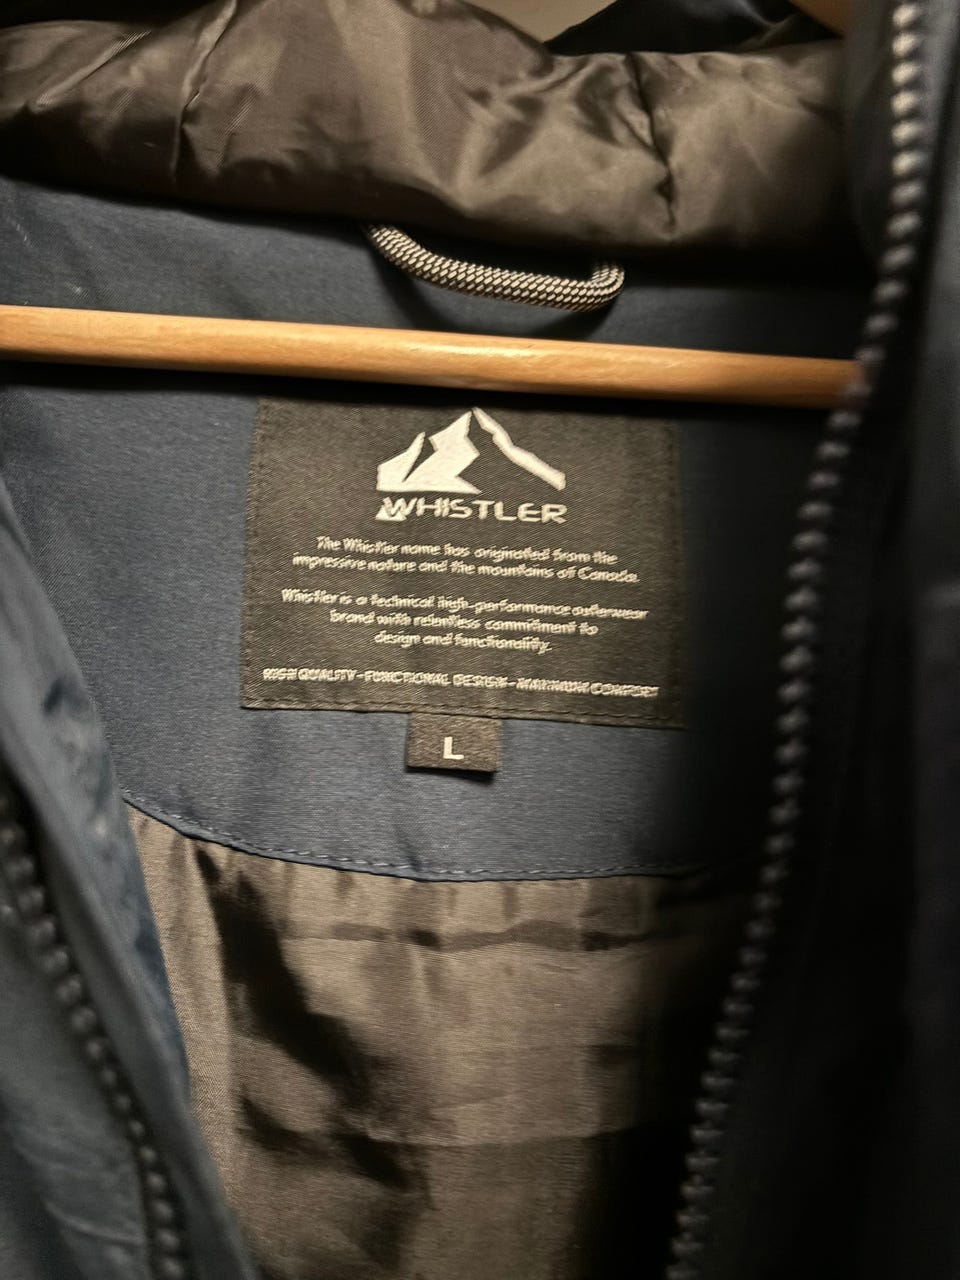 WHISTLER
The Whistler name has originated from the
impressive nature and the mountains of Canada.
Whistler is a technical high-performance outerwear
brand with relentless commitment to
design and functionality.
HIGH QUALITY - FUNCTIONAL DESIGN - MAXIMUM COMFORT
L